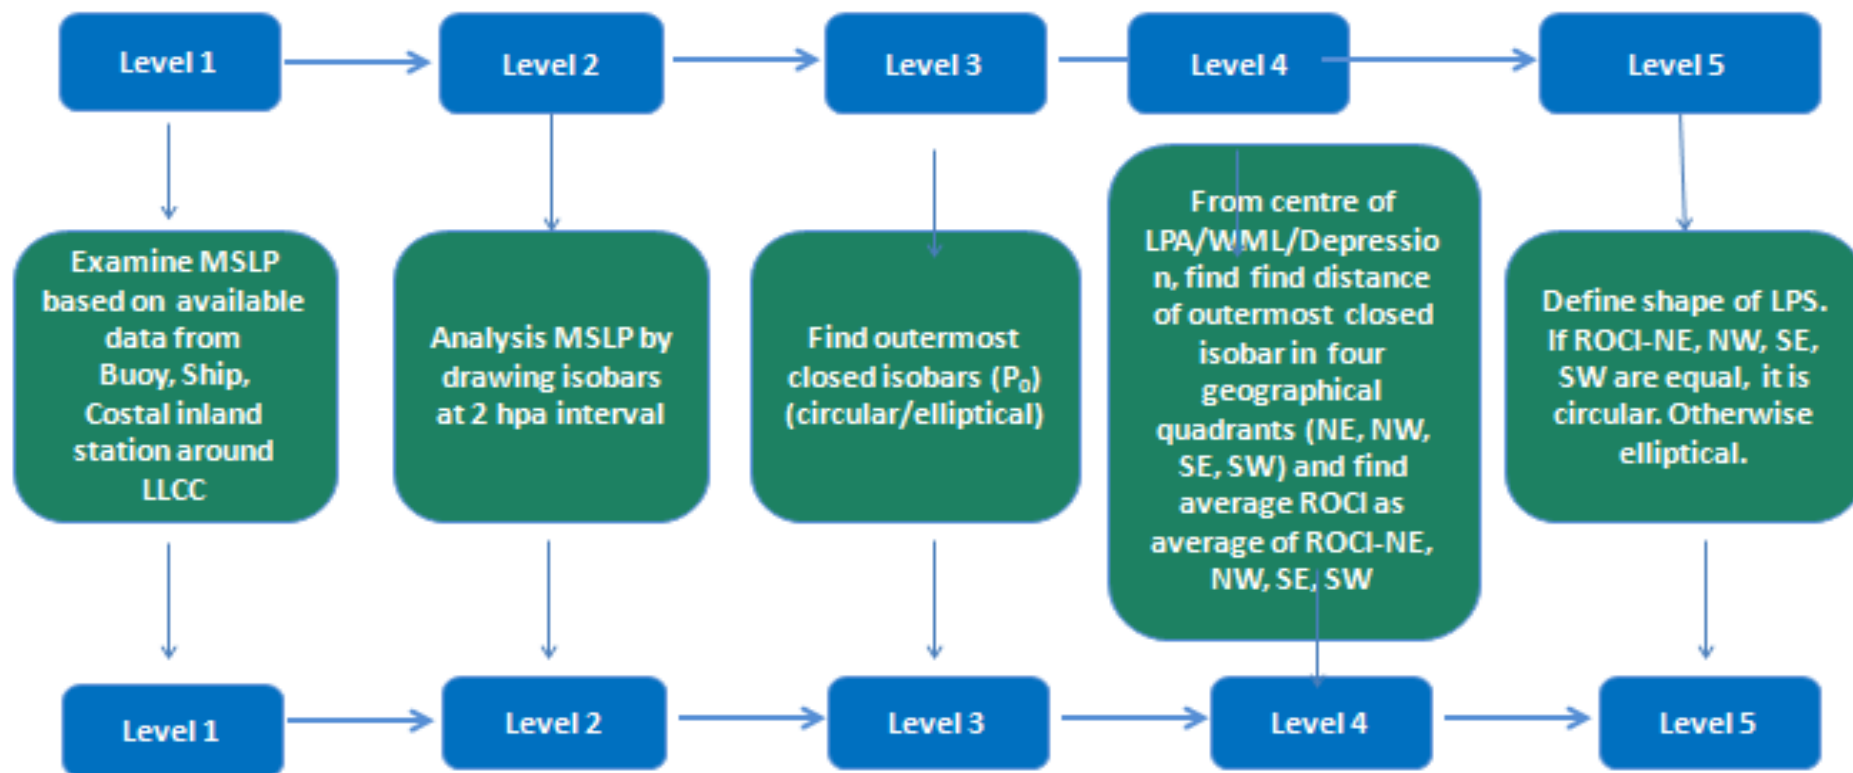 Level 1
Level 2
Level 3
Level 4
Level 5
Examine MSLP
based on available
data from
Buoy, Ship,
Costal inland
station around
LLCC
Analysis MSLP by
drawing isobars
at 2 hpa interval
Find outermost
closed isobars (P₀)
(circular/elliptical)
From centre of
LPA/WML/Depressio
n, find find distance
of outermost closed
isobar in four
geographical
quadrants (NE, NW,
SE, SW) and find
average ROCI as
average of ROCI-NE,
NW, SE, SW
Define shape of LPS.
If ROCI-NE, NW, SE,
SW are equal, it is
circular. Otherwise
elliptical.
Level 1
Level 2
Level 3
Level 4
Level 5